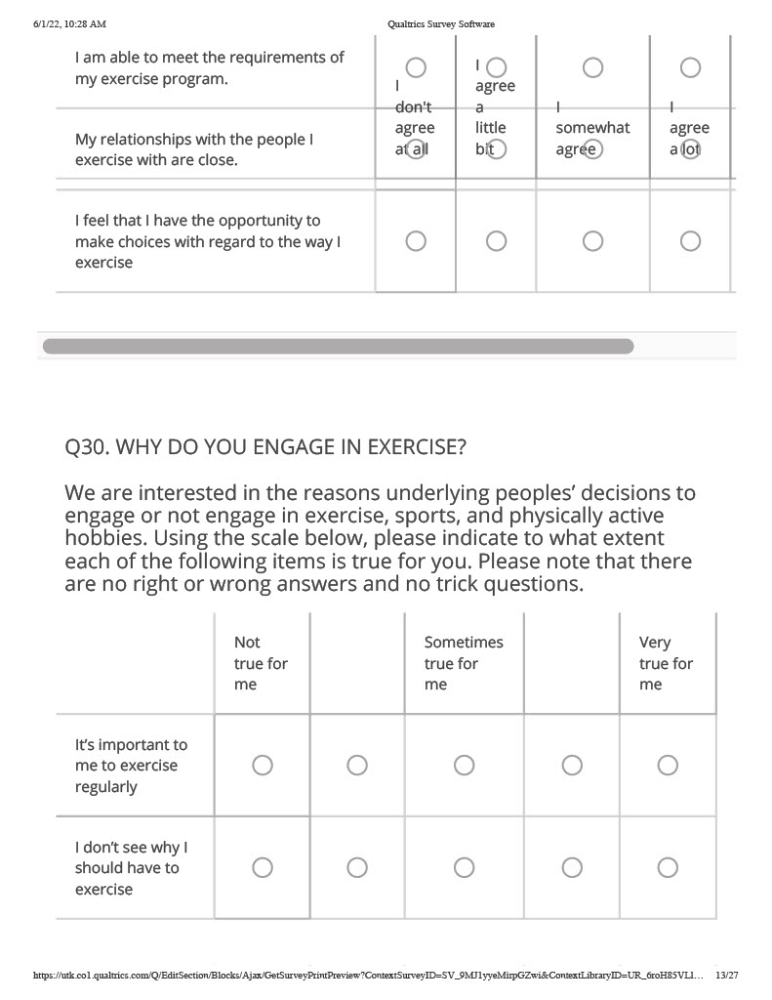 6/1/22, 10:28 AM
Qualtrics Survey Software
I am able to meet the requirements of
my exercise program.
My relationships with the people I
exercise with are close.
I
don't
agree
at all
I
agree
a
little
bit
I
somewhat
agree
I
agree
a lot
I feel that I have the opportunity to
make choices with regard to the way I
exercise
Q30. WHY DO YOU ENGAGE IN EXERCISE?
We are interested in the reasons underlying peoples’ decisions to
engage or not engage in exercise, sports, and physically active
hobbies. Using the scale below, please indicate to what extent
each of the following items is true for you. Please note that there
are no right or wrong answers and no trick questions.
Not
true for
me
Sometimes
true for
me
Very
true for
me
It’s important to
me to exercise
regularly
I don’t see why I
should have to
exercise
https://utk.co1.qualtrics.com/Q/EditSection/Blocks/Ajax/GetSurveyPrintPreview?ContextSurveyID=SV_9MJ1yyeMirpGZwi&ContextLibraryID=UR_6roH85VLl… 13/27